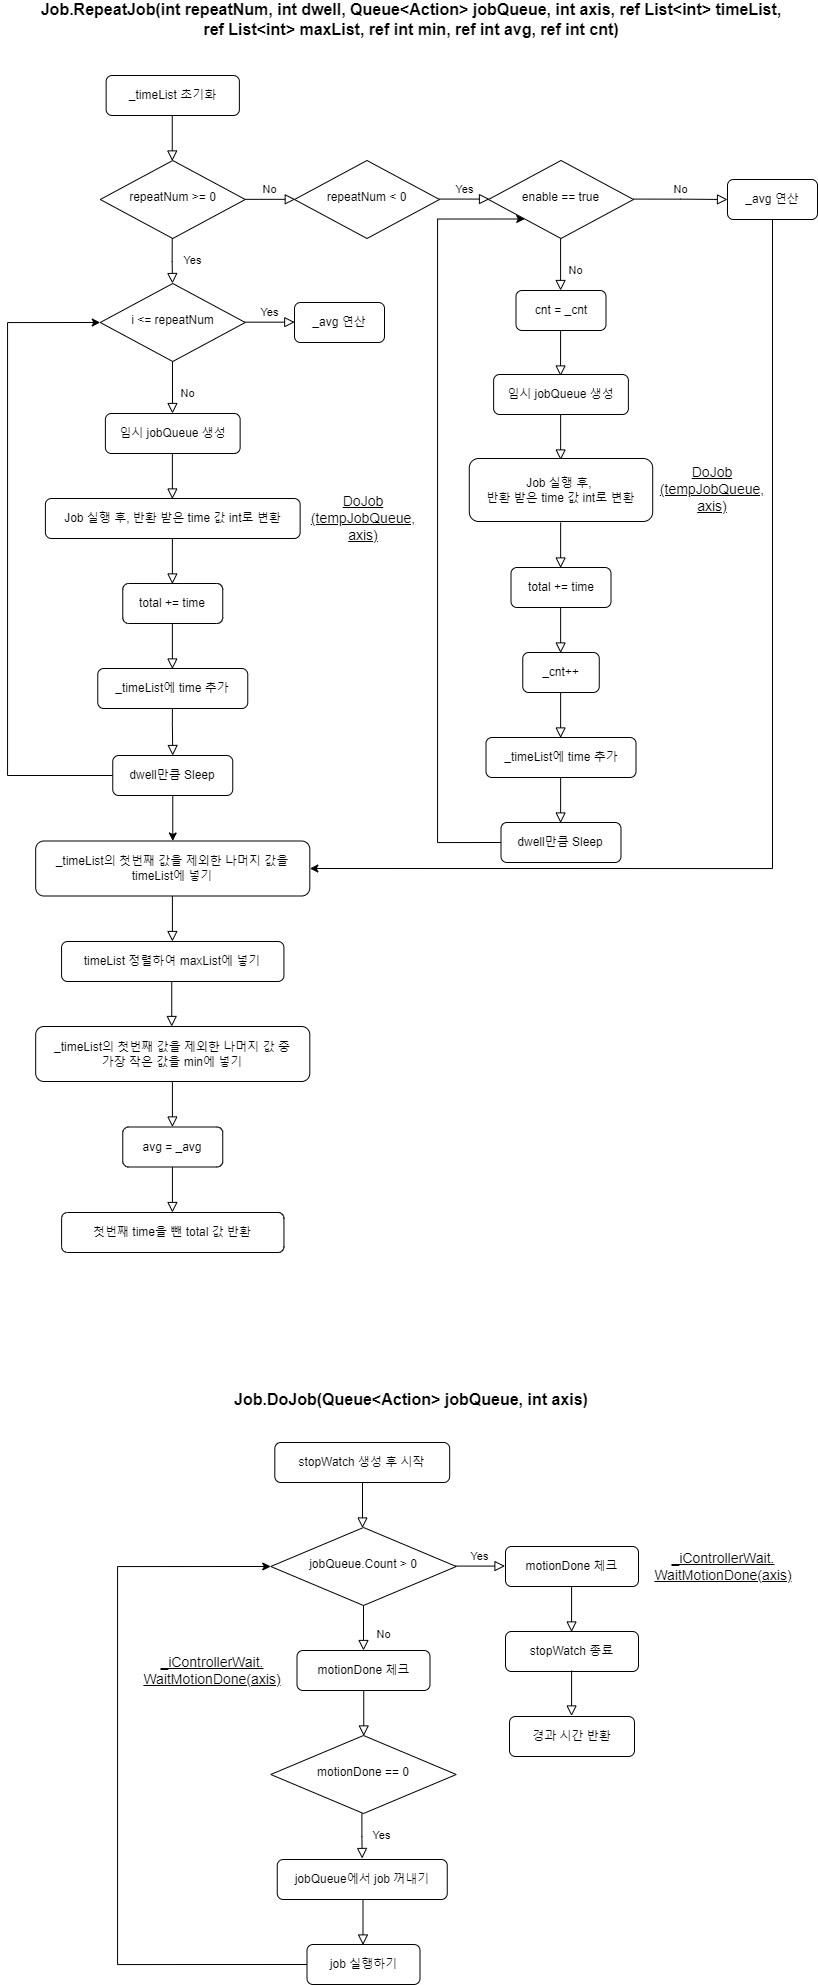 Job.RepeatJob(int repeatNum, int dwell, Queue<Action> jobQueue, int axis, ref List<int> timeList,
ref List<int> maxList, ref int min, ref int avg, ref int cnt)
_timeList 초기화
repeatNum >= 0
No
repeatNum < 0
Yes
enable == true
No
_avg 연산
Yes
i <= repeatNum
Yes
_avg 연산
No
임시 jobQueue 생성
Job 실행 후, 반환 받은 time 값 int로 변환
DoJob
(tempJobQueue,
axis)
total += time
_timeList에 time 추가
dwell만큼 Sleep
No
cnt = _cnt
임시 jobQueue 생성
Job 실행 후,
반환 받은 time 값 int로 변환
DoJob
(tempJobQueue,
axis)
total += time
_cnt++
_timeList에 time 추가
dwell만큼 Sleep
_timeList의 첫번째 값을 제외한 나머지 값을
timeList에 넣기
timeList 정렬하여 maxList에 넣기
_timeList의 첫번째 값을 제외한 나머지 값 중
가장 작은 값을 min에 넣기
avg = _avg
첫번째 time을 뺀 total 값 반환
Job.DoJob(Queue<Action> jobQueue, int axis)
stopWatch 생성 후 시작
jobQueue.Count > 0
Yes
motionDone 체크
_iControllerWait.
WaitMotionDone(axis)
stopWatch 종료
경과 시간 반환
No
_iControllerWait.
WaitMotionDone(axis)
motionDone 체크
motionDone == 0
Yes
jobQueue에서 job 꺼내기
job 실행하기